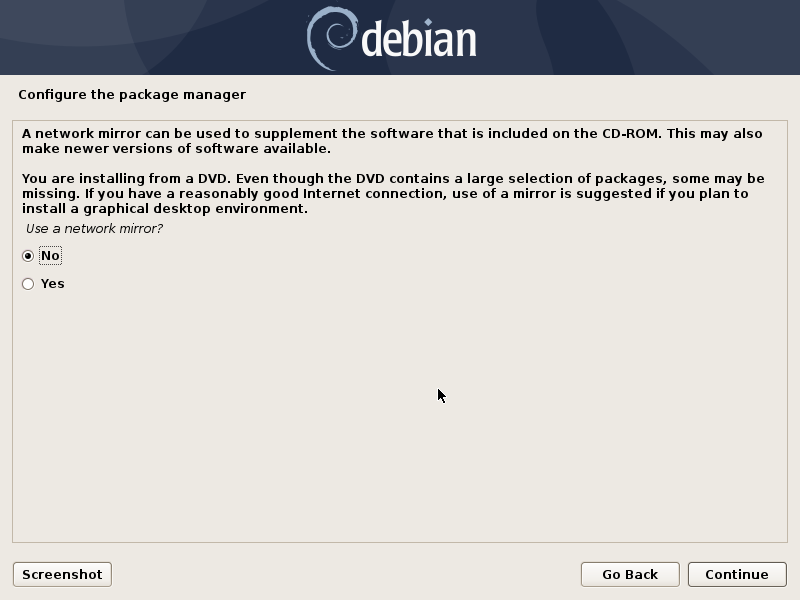 debian
Configure the package manager
A network mirror can be used to supplement the software that is included on the CD-ROM. This may also
make newer versions of software available.
You are installing from a DVD. Even though the DVD contains a large selection of packages, some may be
missing. If you have a reasonably good Internet connection, use of a mirror is suggested if you plan to
install a graphical desktop environment.
Use a network mirror?
No
Yes
Screenshot
Go Back
Continue